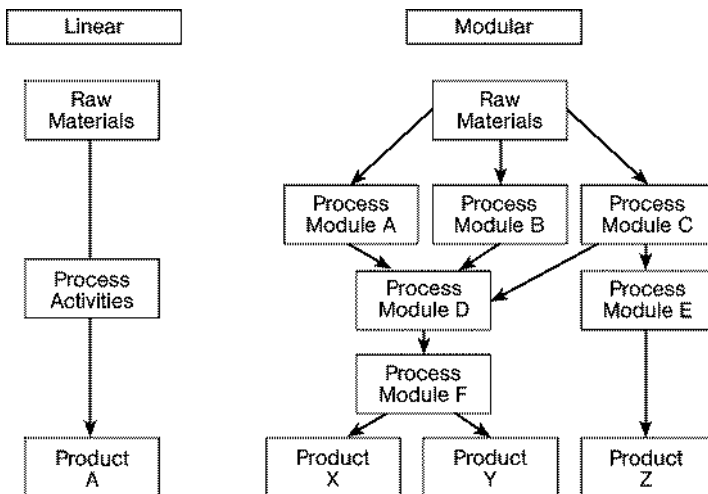 Linear
Modular
Raw
Materials
Raw
Materials
Process
Module A
Process
Module B
Process
Module C
Process
Activities
Process
Module D
Process
Module E
Process
Module F
Product
A
Product
X
Product
Y
Product
Z